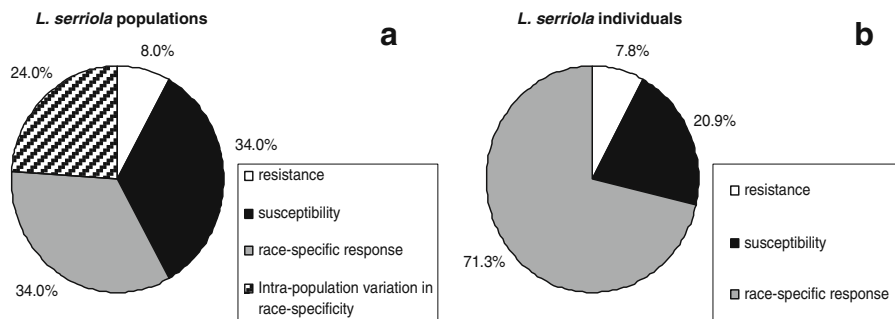 L. serriola populations
a
8.0%
24.0%
34.0%
34.0%
resistance
susceptibility
race-specific response
Intra-population variation in
race-specificity
L. serriola individuals
b
7.8%
20.9%
71.3%
resistance
susceptibility
race-specific response